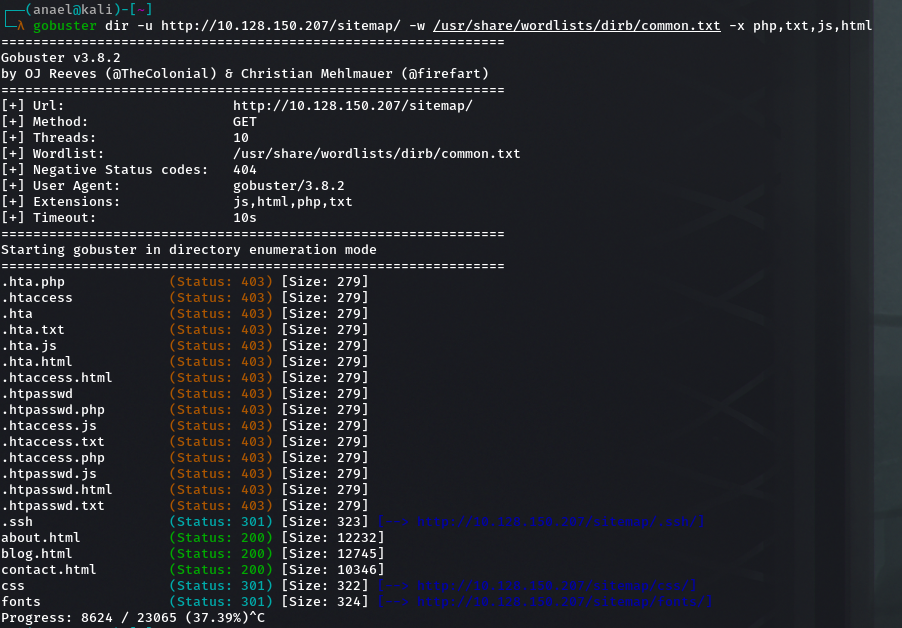 ┌──(anael@kali)-[~]
└─λ gobuster dir -u http://10.128.150.207/sitemap/ -w /usr/share/wordlists/dirb/common.txt -x php,txt,js,html
===============================================================
Gobuster v3.8.2
by OJ Reeves (@TheColonial) & Christian Mehlmauer (@firefart)
===============================================================
[+] Url:                     http://10.128.150.207/sitemap/
[+] Method:                  GET
[+] Threads:                 10
[+] Wordlist:                /usr/share/wordlists/dirb/common.txt
[+] Negative Status codes:   404
[+] User Agent:              gobuster/3.8.2
[+] Extensions:              js,html,php,txt
[+] Timeout:                 10s
===============================================================
Starting gobuster in directory enumeration mode
===============================================================
.hta.php             (Status: 403) [Size: 279]
.htaccess            (Status: 403) [Size: 279]
.hta                 (Status: 403) [Size: 279]
.hta.txt             (Status: 403) [Size: 279]
.hta.js              (Status: 403) [Size: 279]
.hta.html            (Status: 403) [Size: 279]
.htaccess.html       (Status: 403) [Size: 279]
.htpasswd            (Status: 403) [Size: 279]
.htpasswd.php        (Status: 403) [Size: 279]
.htaccess.js         (Status: 403) [Size: 279]
.htaccess.txt        (Status: 403) [Size: 279]
.htaccess.php        (Status: 403) [Size: 279]
.htpasswd.js         (Status: 403) [Size: 279]
.htpasswd.html       (Status: 403) [Size: 279]
.htpasswd.txt        (Status: 403) [Size: 279]
.ssh                 (Status: 301) [Size: 323] [--> http://10.128.150.207/sitemap/.ssh/]
about.html           (Status: 200) [Size: 12232]
blog.html            (Status: 200) [Size: 12745]
contact.html         (Status: 200) [Size: 10346]
css                  (Status: 301) [Size: 322] [--> http://10.128.150.207/sitemap/css/]
fonts                (Status: 301) [Size: 324] [--> http://10.128.150.207/sitemap/fonts/]
Progress: 8624 / 23065 (37.39%)^C